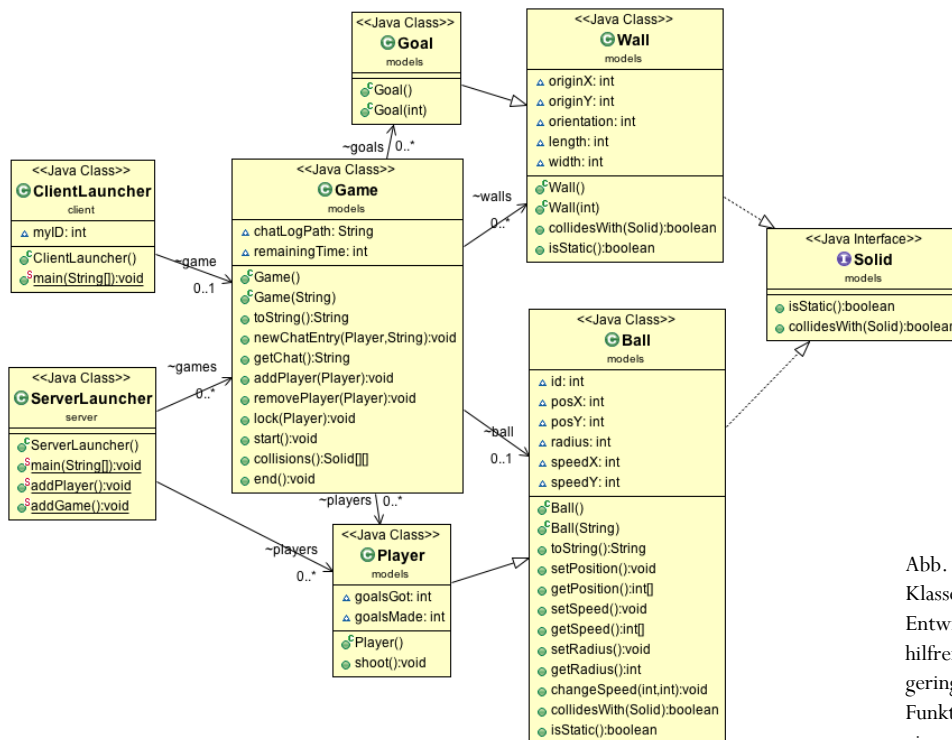 <<Java Class>>
Goal
models
Goal()
Goal(int)
<<Java Class>>
Wall
models
originX: int
originY: int
orientation: int
length: int
width: int
Wall()
Wall(int)
collidesWith(Solid):boolean
isStatic():boolean
~goals
0..*
<<Java Class>>
ClientLauncher
client
myID: int
ClientLauncher()
main(String[]):void
~game
0..1
<<Java Class>>
Game
models
chatLogPath: String
remainingTime: int
Game()
Game(String)
toString():String
newChatEntry(Player,String):void
getChat():String
addPlayer(Player):void
removePlayer(Player):void
lock(Player):void
start():void
collisions():Solid[][]
end():void
~walls
0..*
<<Java Interface>>
Solid
models
isStatic():boolean
collidesWith(Solid):boolean
<<Java Class>>
ServerLauncher
server
ServerLauncher()
main(String[]):void
addPlayer():void
addGame():void
~games
0..*
~ball
0..1
<<Java Class>>
Ball
models
id: int
posX: int
posY: int
radius: int
speedX: int
speedY: int
Ball()
Ball(String)
toString():String
setPosition():void
getPosition():int[]
setSpeed():void
getSpeed():int[]
setRadius():void
getRadius():int
changeSpeed(int,int):void
collidesWith(Solid):boolean
isStatic():boolean
~players
0..*
~players
0..*
<<Java Class>>
Player
models
goalsGot: int
goalsMade: int
Player()
shoot():void
Abb.
Klasse
Entw
hilfre
gering
Funkt